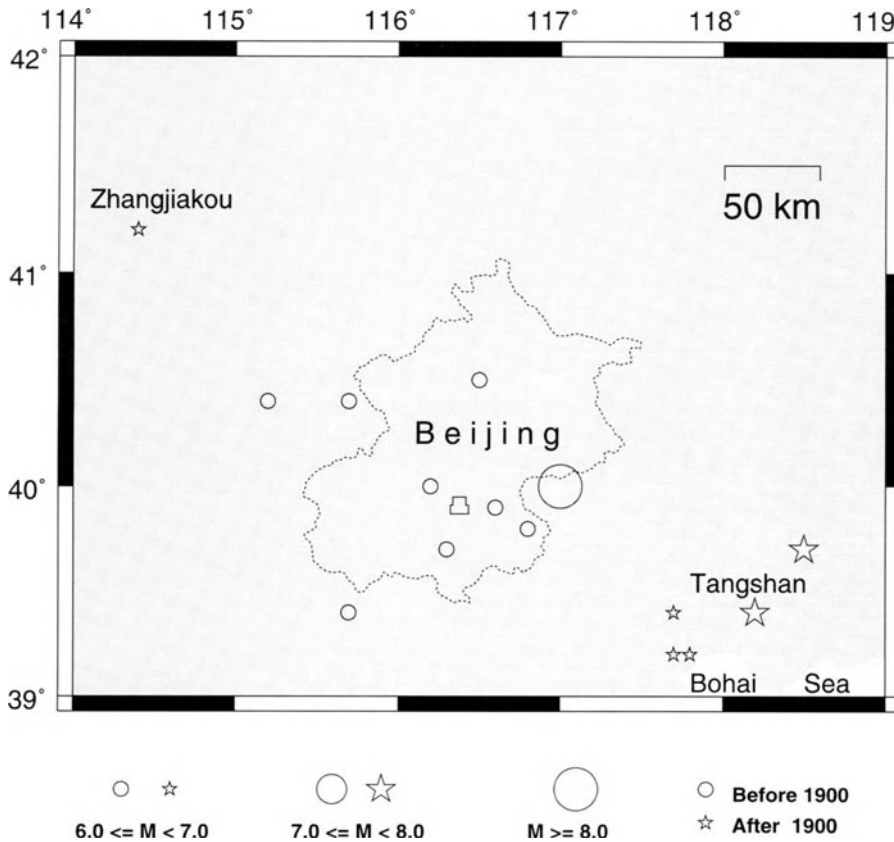 114° 115° 116° 117° 118° 119
42°
Zhangjiakou
50 km
41°
Beijing
40°
Tangshan
Bohai Sea
39°
6.0 <= M < 7.0 7.0 <= M < 8.0 M >= 8.0
Before 1900
After 1900